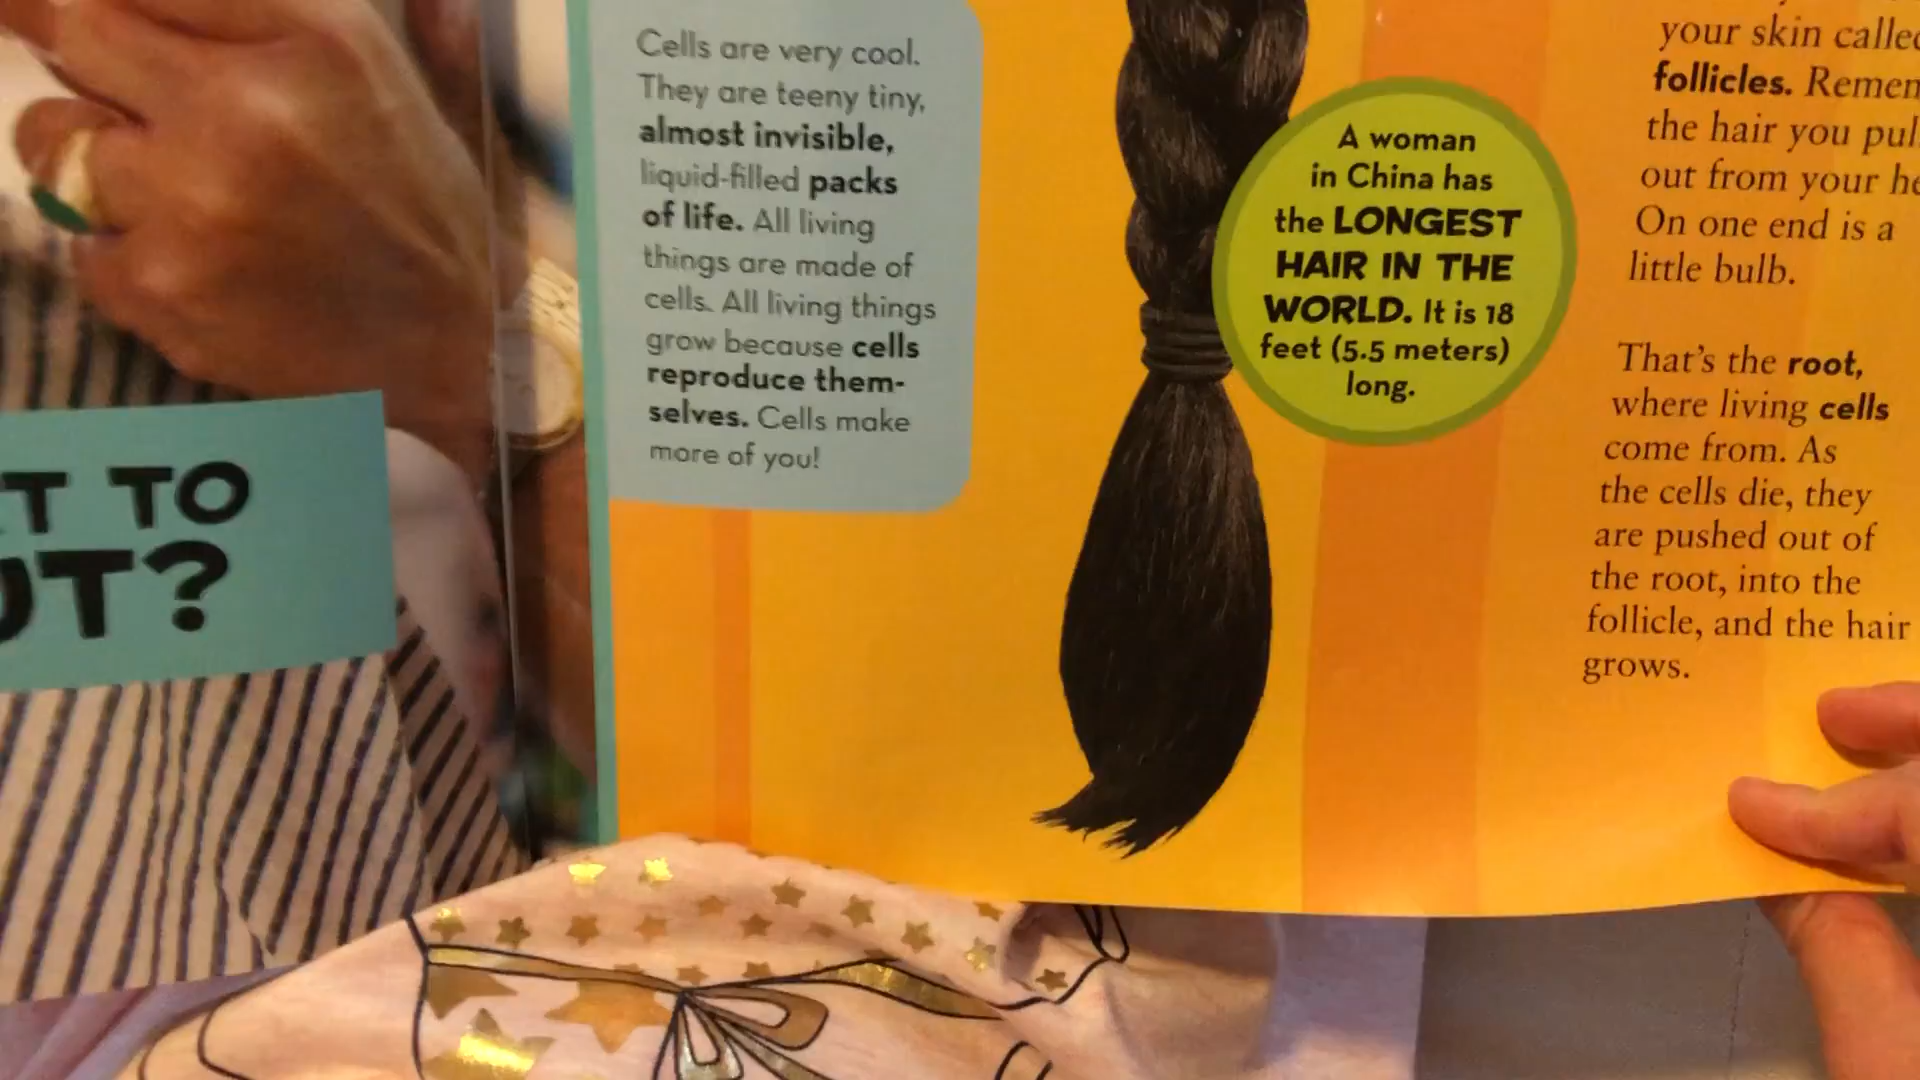 T TO
UT?
Cells are very cool.
They are teeny tiny,
almost invisible,
liquid-filled packs
of life. All living
things are made of
cells. All living things
grow because cells
reproduce them-
selves. Cells make
more of you!
A woman
in China has
the LONGEST
HAIR IN THE
WORLD. It is 18
feet (5.5 meters)
long.
your skin called
follicles. Remem
the hair you pul
out from your he
On one end is a
little bulb.
That's the root,
where living cells
come from. As
the cells die, they
are pushed out of
the root, into the
follicle, and the hair
grows.